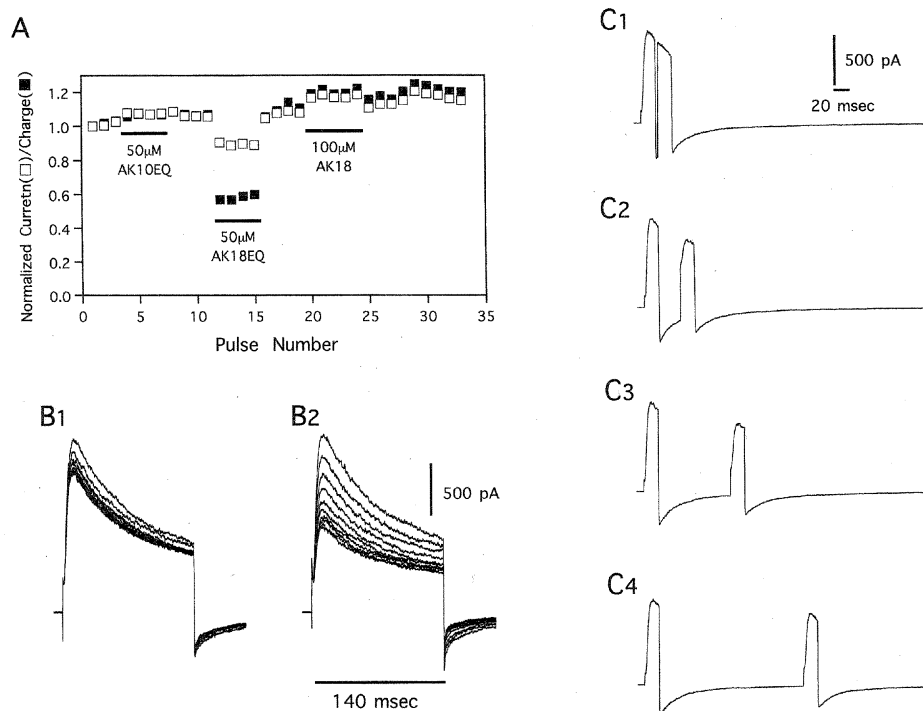 A
Normalized Curretn(□)/Charge(■)
1.2
1.0
0.8
0.6
0.4
0.2
0.0
50µM
AK10EQ
50µM
AK18EQ
100µM
AK18
0 5 10 15 20 25 30 35
Pulse Number
B1
B2
500 pA
140 msec
C1
500 pA
20 msec
C2
C3
C4